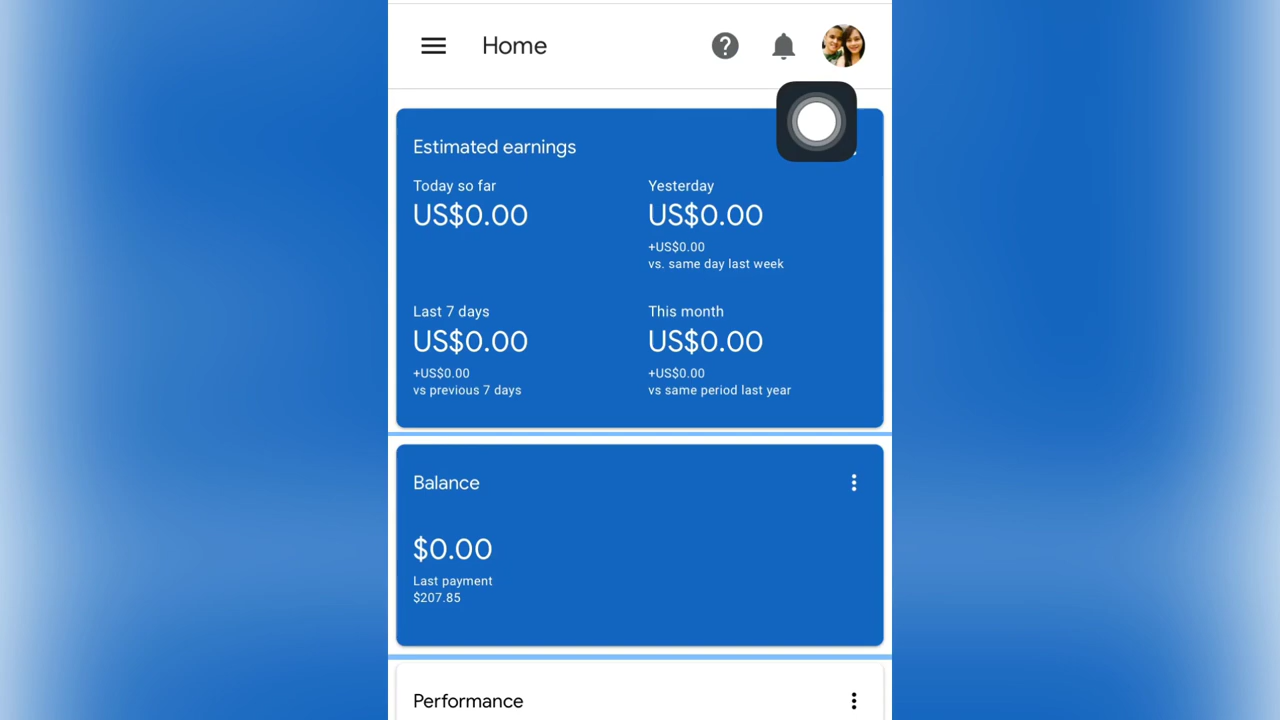 Home
Estimated earnings
Today so far
US$0.00
Yesterday
US$0.00
+US$0.00
vs. same day last week
Last 7 days
US$0.00
+US$0.00
vs previous 7 days
This month
US$0.00
+US$0.00
vs same period last year
Balance
$0.00
Last payment
$207.85
Performance